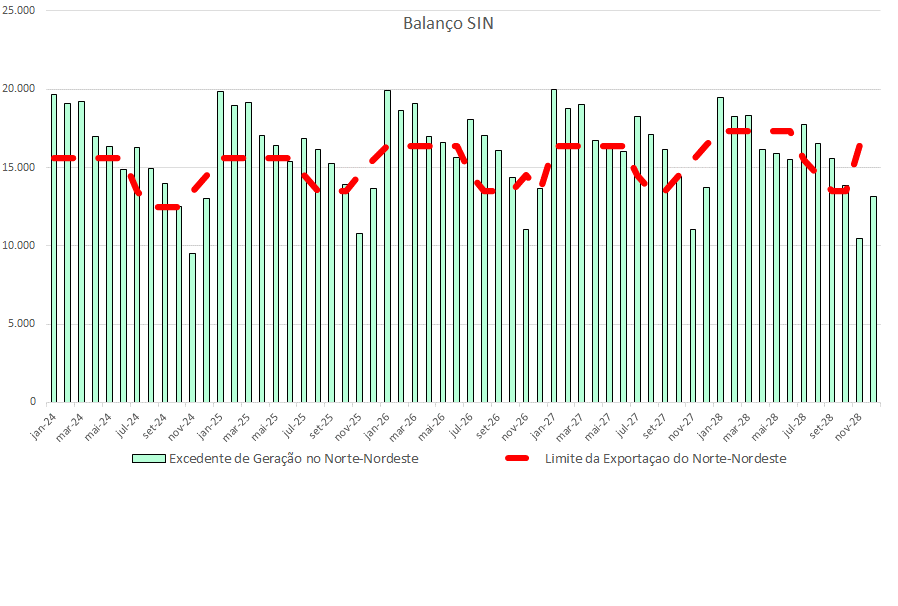 Balanço SIN
25.000
20.000
15.000
10.000
5.000
0
jan-24
mar-24
mai-24
jul-24
set-24
nov-24
jan-25
mar-25
mai-25
jul-25
set-25
nov-25
jan-26
mar-26
mai-26
jul-26
set-26
nov-26
jan-27
mar-27
mai-27
jul-27
set-27
nov-27
jan-28
mar-28
mai-28
jul-28
set-28
nov-28
Excedente de Geração no Norte-Nordeste
Limite da Exportaçao do Norte-Nordeste